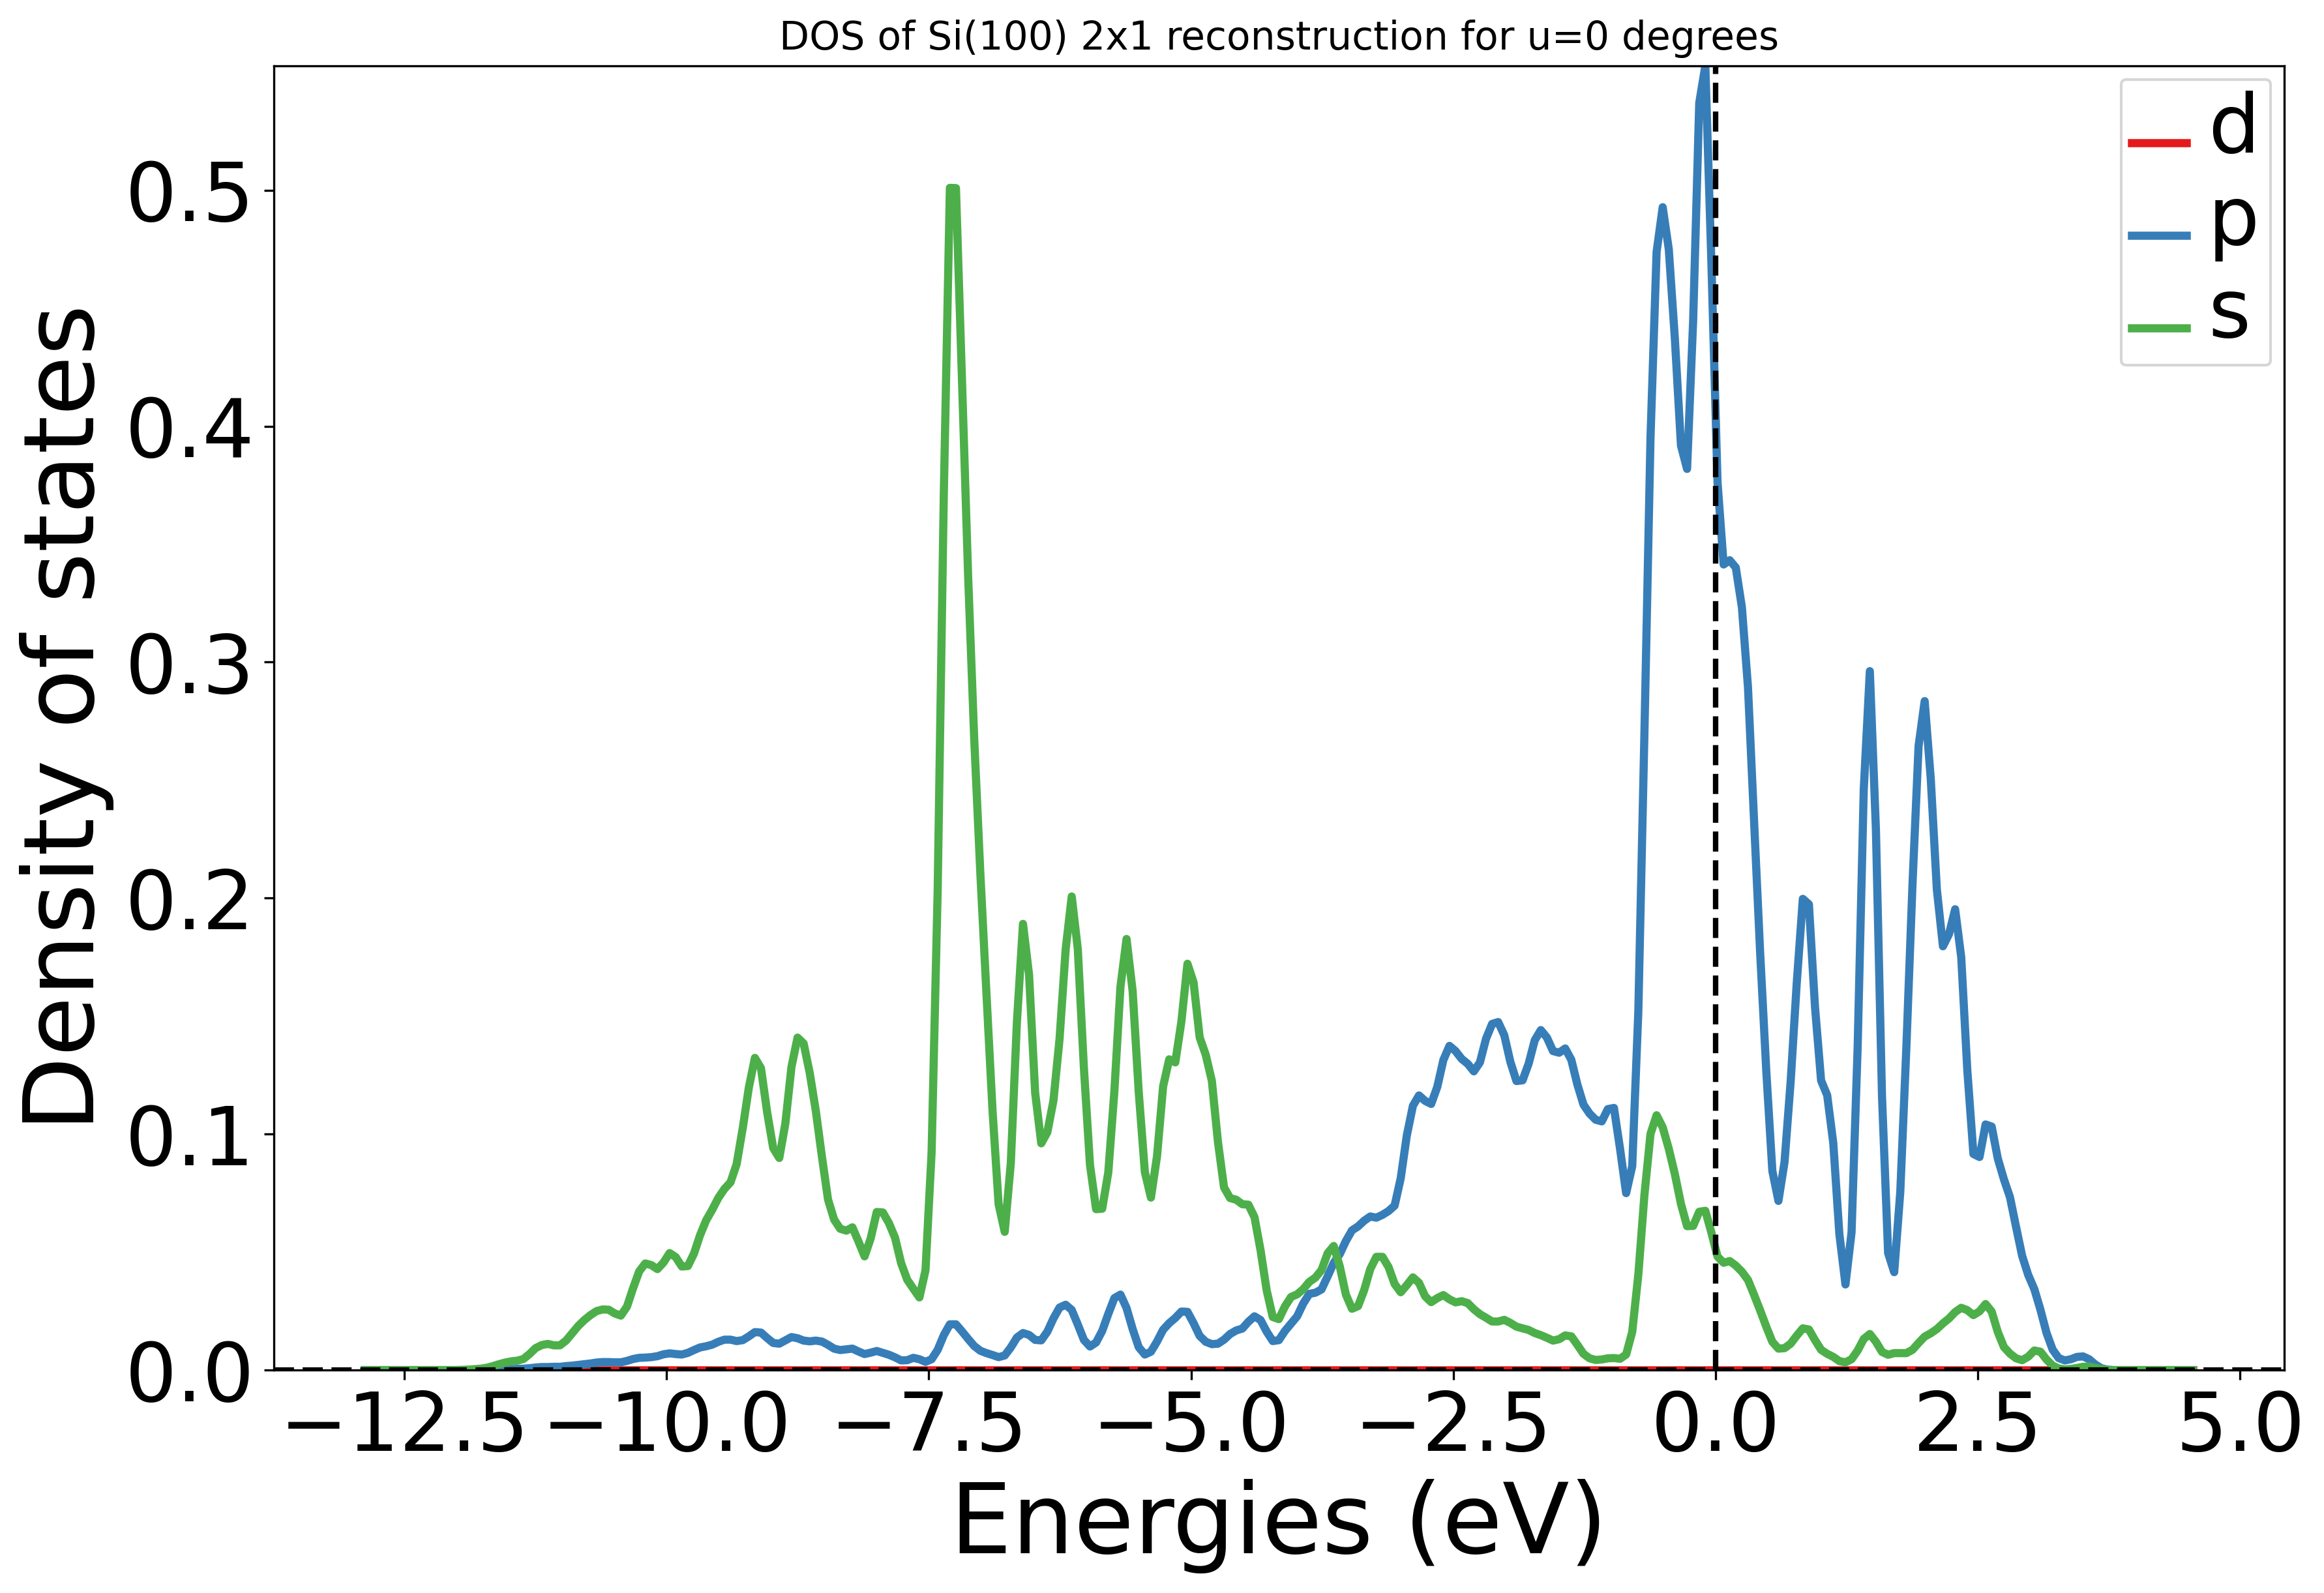 DOS of Si(100) 2x1 reconstruction for u=0 degrees
Density of states
0.5
0.4
0.3
0.2
0.1
0.0
d
p
s
−12.5 −10.0 −7.5 −5.0 −2.5 0.0 2.5 5.0
Energies (eV)